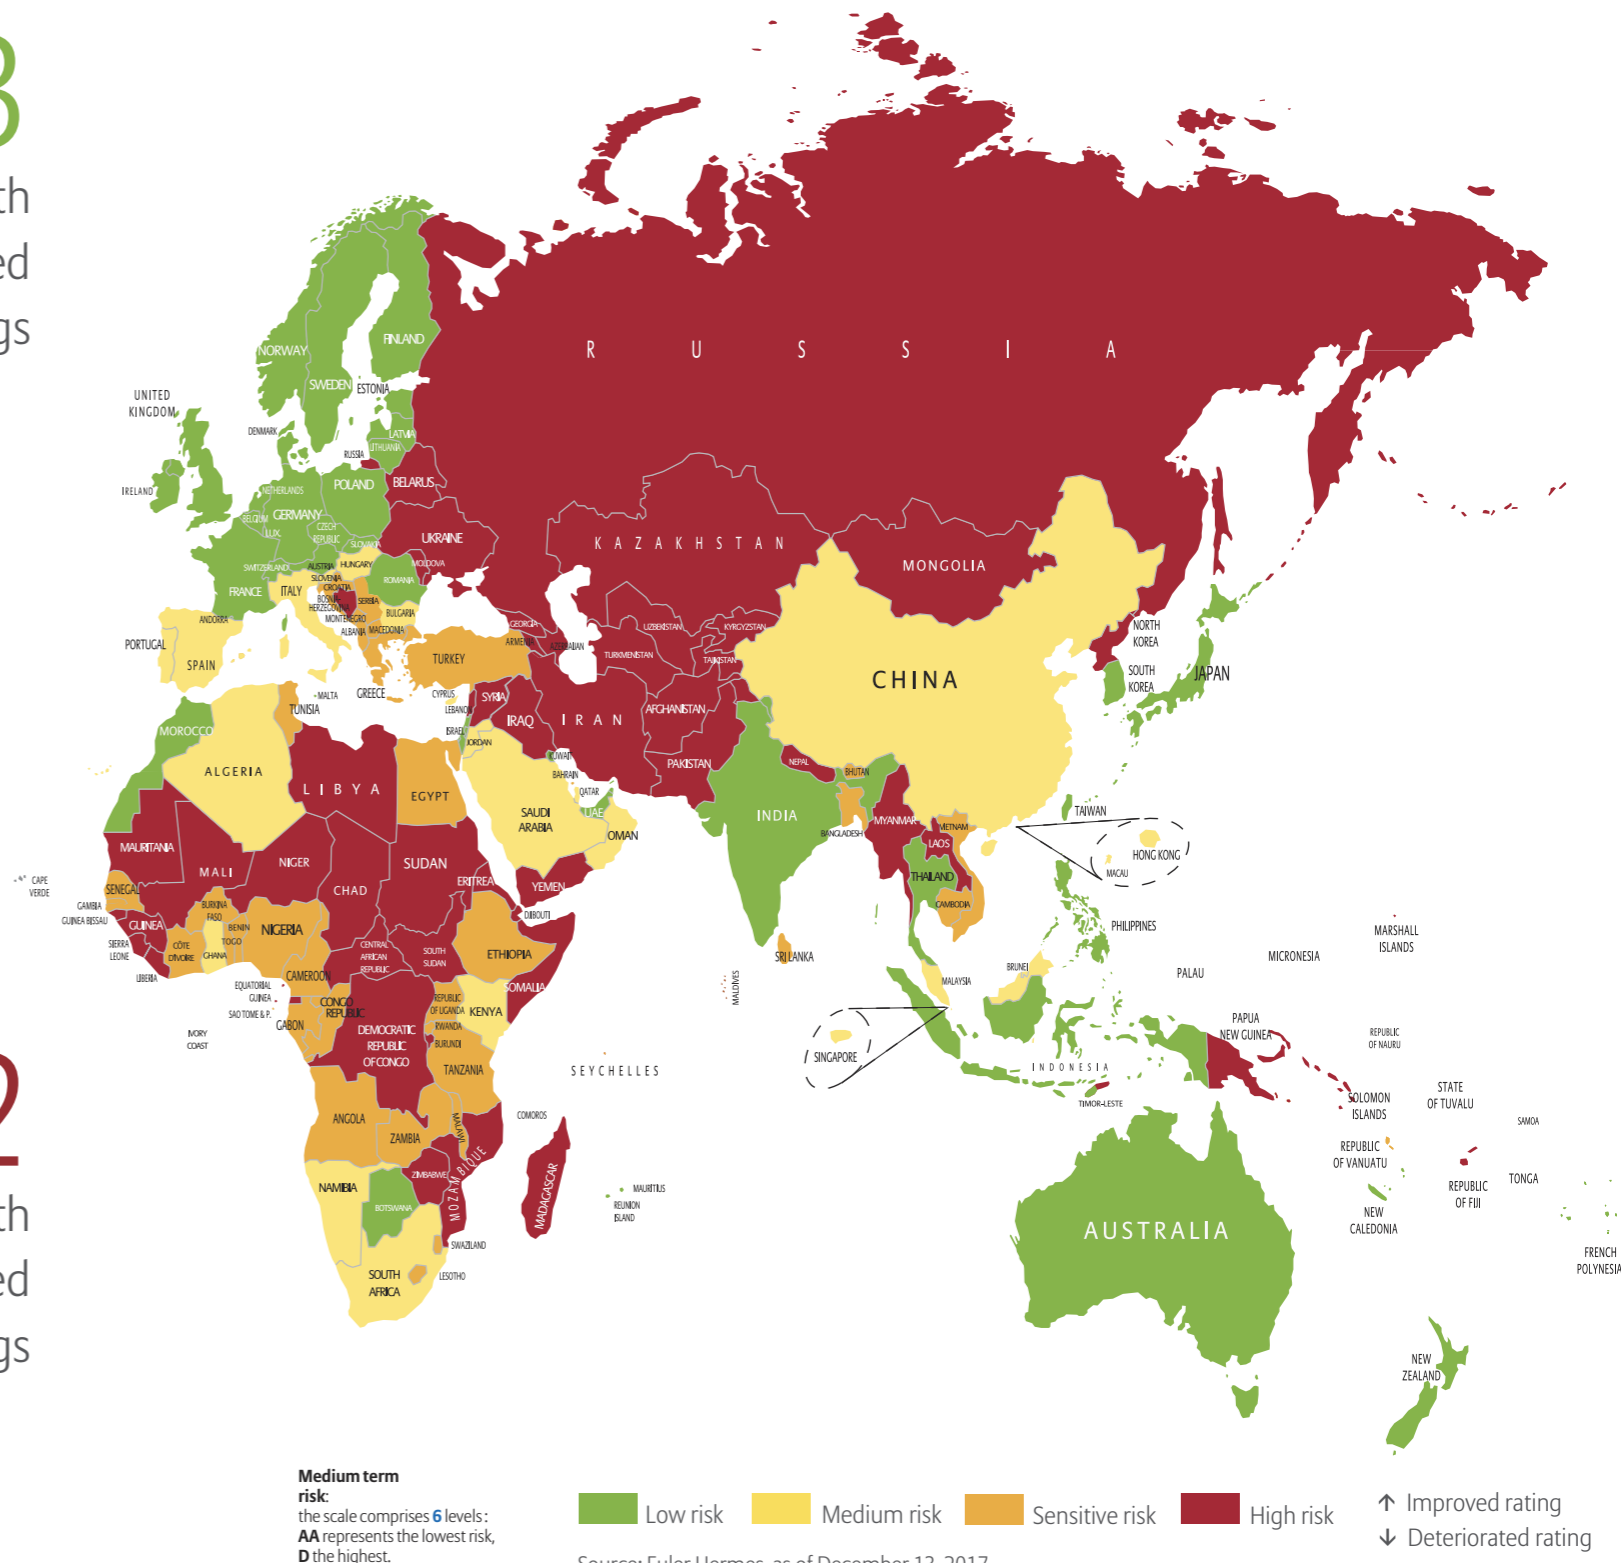 3
th
ed
gs
2
th
ed
gs
R U S S I A
NORWAY
SWEDEN
FINLAND
ESTONIA
UNITED
KINGDOM
DENMARK
LATVIA
LITHUANIA
RUSSIA
IRELAND
NETHERLANDS
POLAND
BELARUS
BELGIUM
GERMANY
LUX.
CZECH
REPUBLIC
SLOVAKIA
UKRAINE
SWITZERLAND
AUSTRIA
HUNGARY
MOLDOVA
SLOVENIA
CROATIA
ROMANIA
FRANCE
ITALY
BOSNIA-
HERZEGOVINA
SERBIA
BULGARIA
MONTENEGRO
ALBANIA
MACEDONIA
ANDORRA
PORTUGAL
SPAIN
GREECE
MALTA
TURKEY
CYPRUS
GEORGIA
ARMENIA
AZERBAIJAN
KAZAKHSTAN
UZBEKISTAN
KYRGYZSTAN
TURKMENISTAN
TAJIKISTAN
MONGOLIA
CHINA
NORTH
KOREA
SOUTH
KOREA
JAPAN
TUNISIA
MOROCCO
ALGERIA
LIBYA
EGYPT
LEBANON
SYRIA
ISRAEL
JORDAN
IRAQ
IRAN
AFGHANISTAN
PAKISTAN
KUWAIT
BAHRAIN
QATAR
UAE
SAUDI
ARABIA
OMAN
YEMEN
INDIA
NEPAL
BHUTAN
BANGLADESH
MYANMAR
VIETNAM
LAOS
THAILAND
CAMBODIA
TAIWAN
HONG KONG
MACAU
PHILIPPINES
SRI LANKA
MALDIVES
BRUNEI
MALAYSIA
SINGAPORE
INDONESIA
TIMOR-LESTE
MAURITANIA
MALI
NIGER
CHAD
SUDAN
ERITREA
DJIBOUTI
CAPE
VERDE
SENEGAL
GAMBIA
GUINEA BISSAU
GUINEA
SIERRA
LEONE
LIBERIA
CÔTE
D'IVOIRE
BURKINA
FASO
GHANA
BENIN
TOGO
NIGERIA
CAMEROON
CENTRAL
AFRICAN
REPUBLIC
SOUTH
SUDAN
ETHIOPIA
SOMALIA
EQUATORIAL
GUINEA
SAO TOME & P.
GABON
CONGO
REPUBLIC
DEMOCRATIC
REPUBLIC
OF CONGO
REPUBLIC
OF UGANDA
KENYA
RWANDA
BURUNDI
TANZANIA
IVORY
COAST
SEYCHELLES
COMOROS
ANGOLA
ZAMBIA
MALAWI
MOZAMBIQUE
ZIMBABWE
MADAGASCAR
MAURITIUS
REUNION
ISLAND
NAMIBIA
BOTSWANA
SOUTH
AFRICA
SWAZILAND
LESOTHO
MARSHALL
ISLANDS
MICRONESIA
PALAU
PAPUA
NEW GUINEA
REPUBLIC
OF NAURU
SOLOMON
ISLANDS
STATE
OF TUVALU
SAMOA
REPUBLIC
OF VANUATU
TONGA
REPUBLIC
OF FIJI
NEW
CALEDONIA
FRENCH
POLYNESIA
AUSTRALIA
NEW
ZEALAND
Medium term
risk:
the scale comprises 6 levels :
AA represents the lowest risk,
D the highest.
Low risk
Medium risk
Sensitive risk
High risk
↑ Improved rating
↓ Deteriorated rating
Source: Euler Hermes, as of December 13, 2017